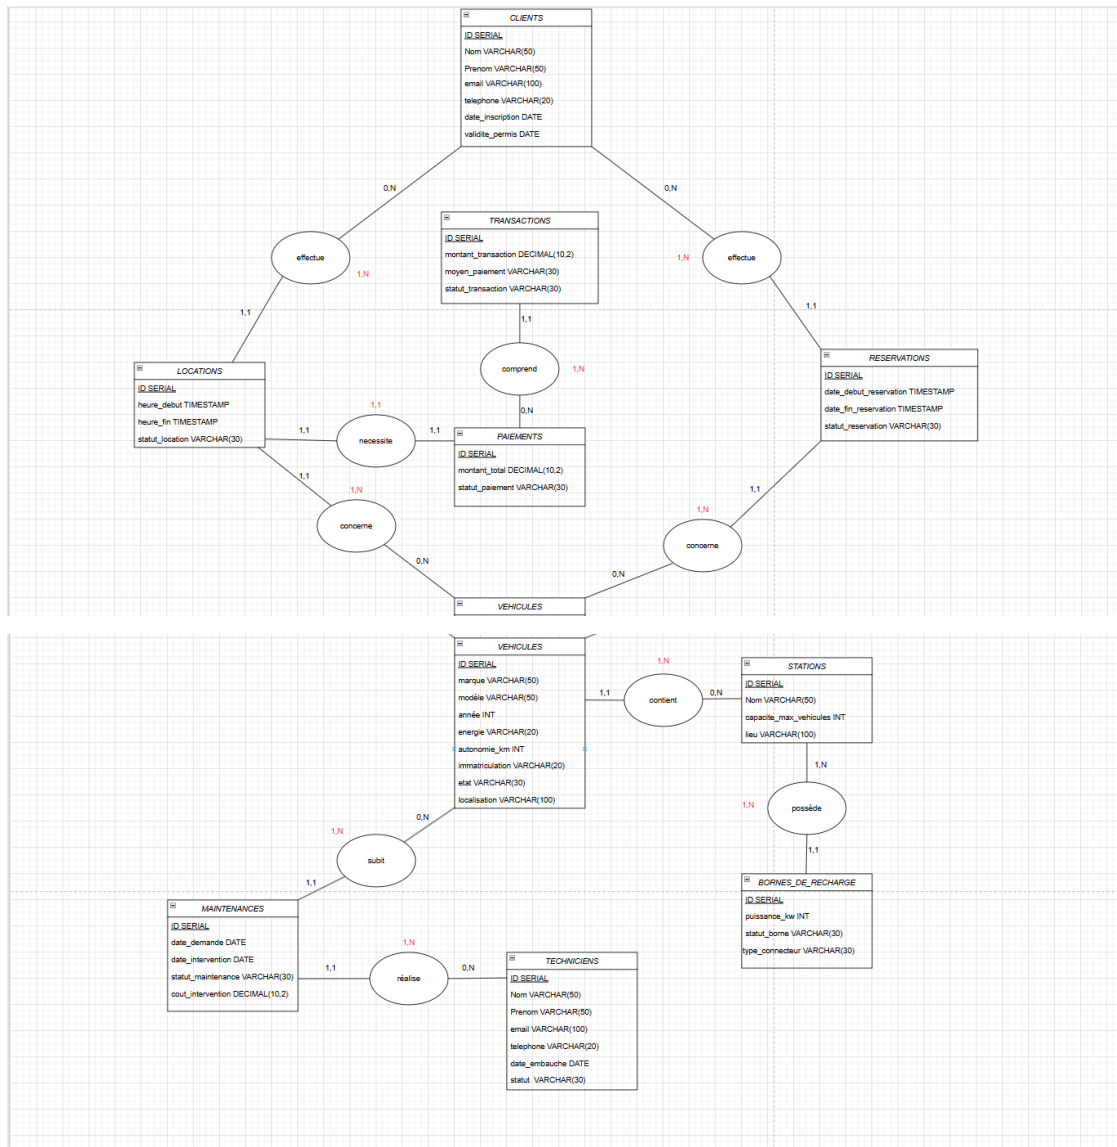 CLIENTS
ID SERIAL
Nom VARCHAR(50)
Prenom VARCHAR(50)
email VARCHAR(100)
telephone VARCHAR(20)
date_inscription DATE
validite_permis DATE
0,N
0,N
effectue
1,N
1,1
TRANSACTIONS
ID SERIAL
montant_transaction DECIMAL(10,2)
moyen_paiement VARCHAR(30)
statut_transaction VARCHAR(30)
1,N
effectue
1,1
1,1
comprend
1,N
0,N
LOCATIONS
ID SERIAL
heure_debut TIMESTAMP
heure_fin TIMESTAMP
statut_location VARCHAR(30)
RESERVATIONS
ID SERIAL
date_debut_reservation TIMESTAMP
date_fin_reservation TIMESTAMP
statut_reservation VARCHAR(30)
1,1
1,1
necessite
1,1
PAIEMENTS
ID SERIAL
montant_total DECIMAL(10,2)
statut_paiement VARCHAR(30)
1,1
1,N
concerne
0,N
1,1
1,N
concerne
0,N
VEHICULES
VEHICULES
ID SERIAL
marque VARCHAR(50)
modèle VARCHAR(50)
année INT
energie VARCHAR(20)
autonomie_km INT
immatriculation VARCHAR(20)
etat VARCHAR(30)
localisation VARCHAR(100)
1,N
1,1
contient
0,N
STATIONS
ID SERIAL
Nom VARCHAR(50)
capacite_max_vehicules INT
lieu VARCHAR(100)
1,N
1,N
possède
1,1
BORNES_DE_RECHARGE
ID SERIAL
puissance_kw INT
statut_borne VARCHAR(30)
type_connecteur VARCHAR(30)
0,N
1,N
subit
1,1
MAINTENANCES
ID SERIAL
date_demande DATE
date_intervention DATE
statut_maintenance VARCHAR(30)
cout_intervention DECIMAL(10,2)
1,N
1,1
réalise
0,N
TECHNICIENS
ID SERIAL
Nom VARCHAR(50)
Prenom VARCHAR(50)
email VARCHAR(100)
telephone VARCHAR(20)
date_embauche DATE
statut VARCHAR(30)